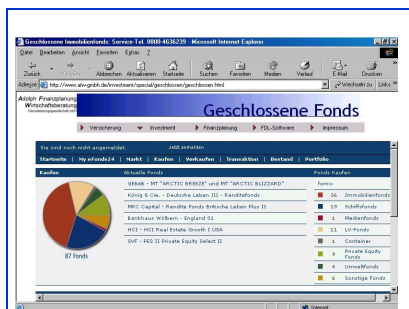 Geschlossene Immobilienfonds: Service-Tel. 0800-4636239 - Microsoft Internet Explorer
Datei Bearbeiten Ansicht Favoriten Extras ?
Zurück Vorwärts Abbrechen Aktualisieren Startseite Suchen Favoriten Medien Verlauf E-Mail Drucken
Adresse http://www.afw-gmbh.de/investment/special/geschlossen/geschlossen.html Wechseln zu Links
Adolph Finanzplanung
Wirtschaftsberatung
Geschlossene Fonds
Versicherung Investment Finanzplanung FDL-Software Impressum
Sie sind noch nicht angemeldet. Jetzt anmelden
Startseite | My eFonds24 | Markt | Kaufen | Verkaufen | Transaktion | Bestand | Portfolio
Kaufen Aktuelle Fonds Fonds Kaufen
GEBAB - MT "ARCTIC BREEZE" und MT "ARCTIC BLIZZARD"
König & Cie. - Deutsche Leben III - Renditefonds
MPC Capital - Rendite Fonds Britische Leben Plus II
Bankhaus Wölbern - England 01
HCI - HCI Real Estate Growth I USA
SVF - PES II Private Equity Select II
87 Fonds
36 Immobilienfonds
19 Schiffsfonds
1 Medienfonds
11 LV-Fonds
1 Container
9 Private Equity Fonds
4 Umweltfonds
6 Sonstige Fonds
Internet